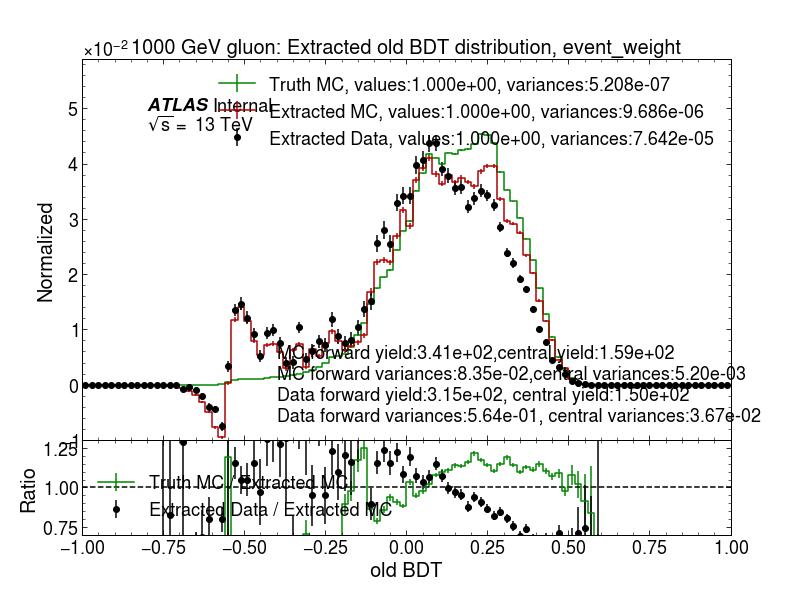 ×10⁻² 1000 GeV gluon: Extracted old BDT distribution, event_weight
Truth MC, values:1.000e+00, variances:5.208e-07
ATLAS Internal
Extracted MC, values:1.000e+00, variances:9.686e-06
√s = 13 TeV
Extracted Data, values:1.000e+00, variances:7.642e-05
5
4
3
2
1
0
−1
Normalized
MC forward yield:3.41e+02,central yield:1.59e+02
MC forward variances:8.35e-02,central variances:5.20e-03
Data forward yield:3.15e+02, central yield:1.50e+02
Data forward variances:5.64e-01, central variances:3.67e-02
1.25
1.00
0.75
Ratio
Truth MC / Extracted MC
Extracted Data / Extracted MC
−1.00 −0.75 −0.50 −0.25 0.00 0.25 0.50 0.75 1.00
old BDT